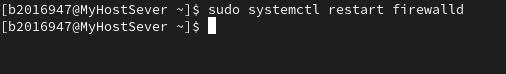 [b2016947@MyHostSever ~]$ sudo systemctl restart firewalld
[b2016947@MyHostSever ~]$